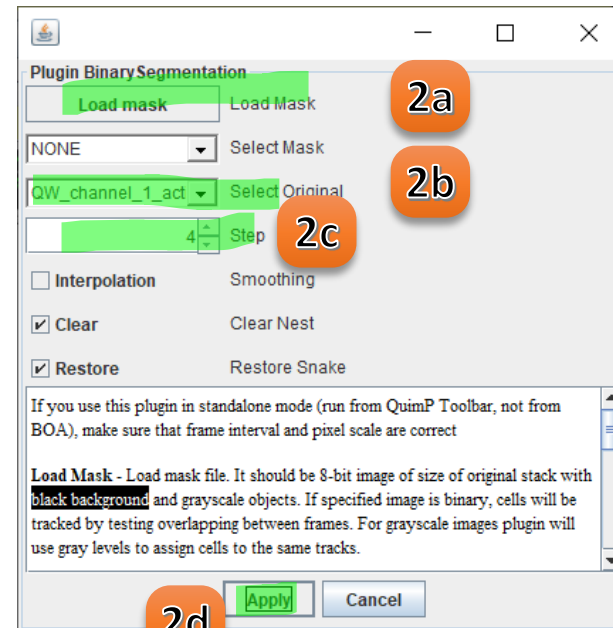 Plugin Binary Segmentation
Load mask Load Mask 2a
NONE Select Mask
QW_channel_1_act Select Original 2b
4 Step 2c
Interpolation Smoothing
Clear Clear Nest
Restore Restore Snake
If you use this plugin in standalone mode (run from QuimP Toolbar, not from
BOA), make sure that frame interval and pixel scale are correct
Load Mask - Load mask file. It should be 8-bit image of size of original stack with
black background and grayscale objects. If specified image is binary, cells will be
tracked by testing overlapping between frames. For grayscale images plugin will
use gray levels to assign cells to the same tracks.
Apply Cancel
2d